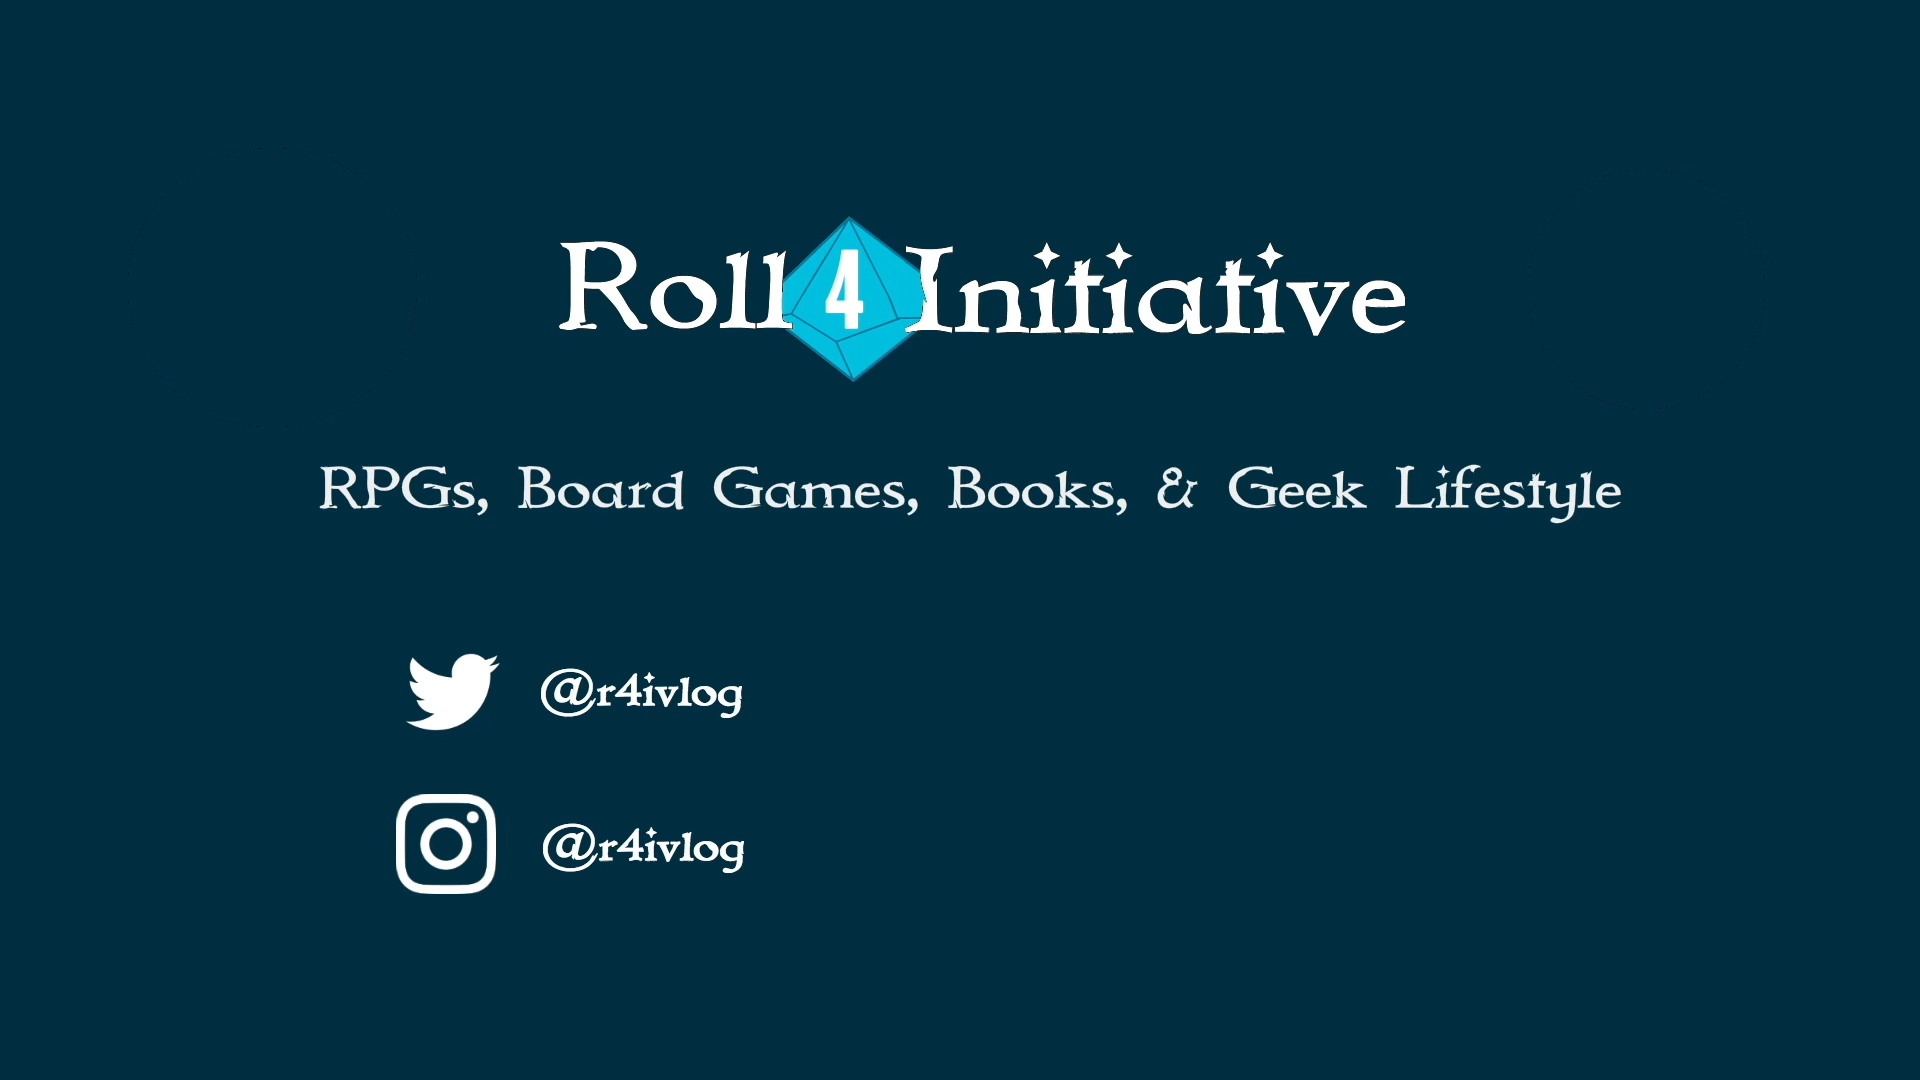 Roll 4 Initiative
RPGs, Board Games, Books, & Geek Lifestyle
@r4ivlog
@r4ivlog